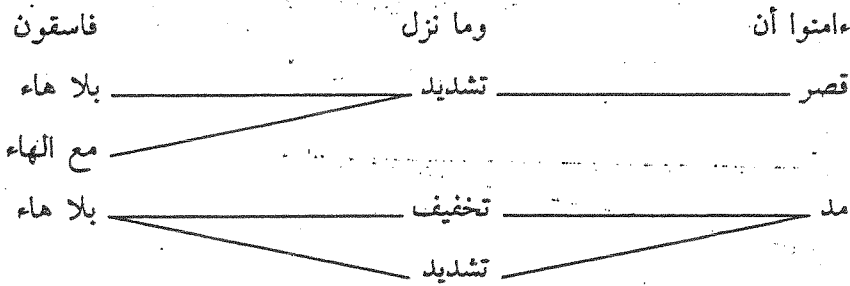 ءامنوا أن وما نزل فاسقون
قصر تشديد بلا هاء
مع الهاء
مد تخفيف بلا هاء
تشديد